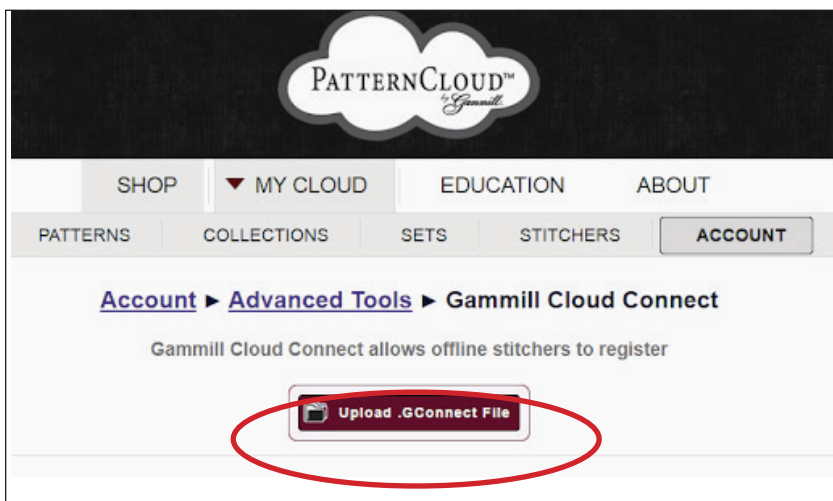 PATTERNCLOUD™
by Gammill.
SHOP ▼ MY CLOUD EDUCATION ABOUT
PATTERNS COLLECTIONS SETS STITCHERS ACCOUNT
Account ► Advanced Tools ► Gammill Cloud Connect
Gammill Cloud Connect allows offline stitchers to register
Upload .GConnect File